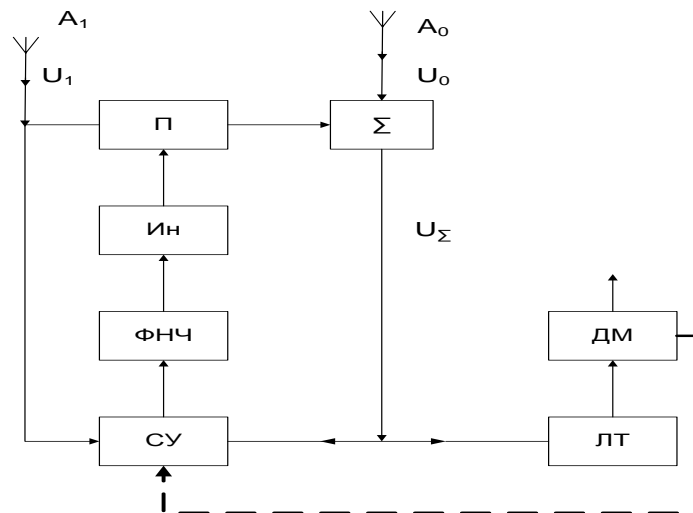 A₁
A₀
U₁
U₀
П
Σ
Ин
U_Σ
ФНЧ
ДМ
СУ
ЛТ